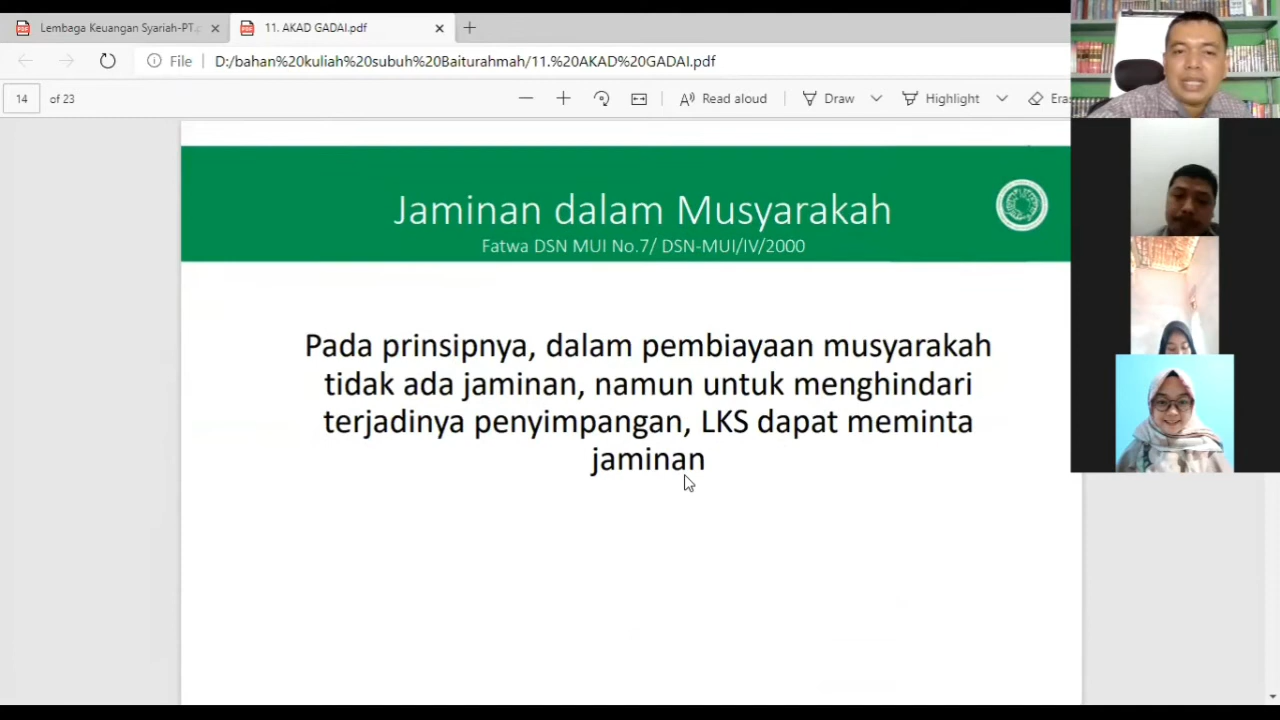 Lembaga Keuangan Syariah-PT.p
11. AKAD GADAI.pdf
File
D:/bahan%20kuliah%20subuh%20Baiturahmah/11.%20AKAD%20GADAI.pdf
14 of 23
Read aloud
Draw
Highlight
Eras
Jaminan dalam Musyarakah
Fatwa DSN MUI No.7/ DSN-MUI/IV/2000
Pada prinsipnya, dalam pembiayaan musyarakah
tidak ada jaminan, namun untuk menghindari
terjadinya penyimpangan, LKS dapat meminta
jaminan